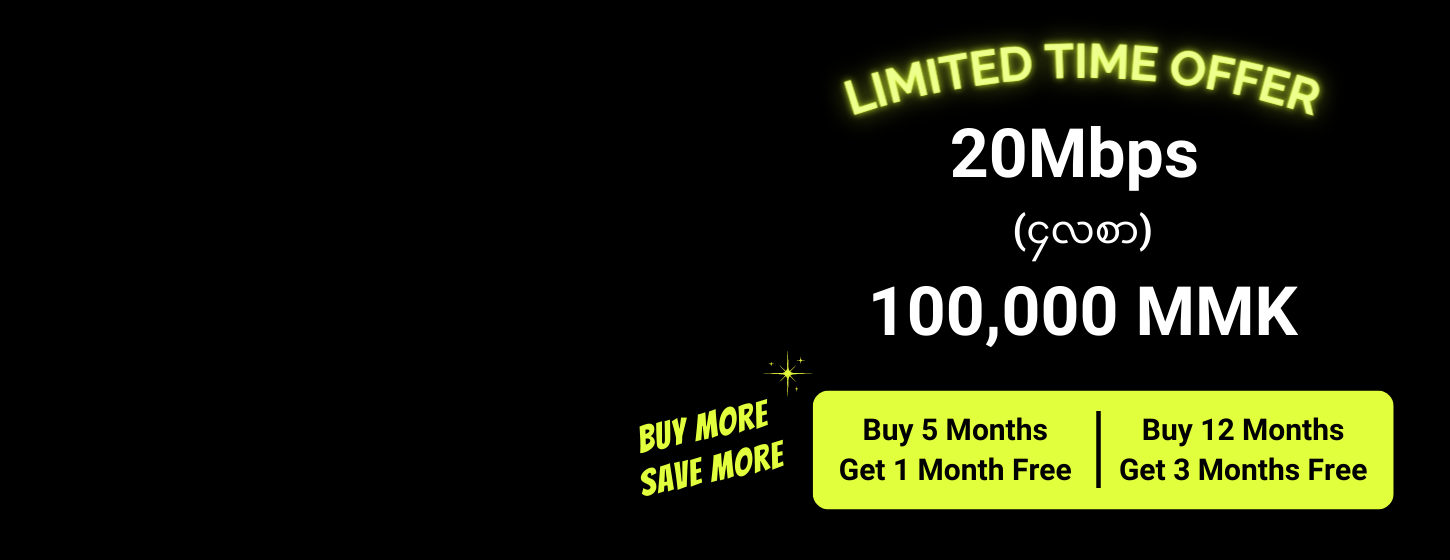 LIMITED TIME OFFER
20Mbps
(၄လစာ)
100,000 MMK
BUY MORE
SAVE MORE
Buy 5 Months
Get 1 Month Free
Buy 12 Months
Get 3 Months Free